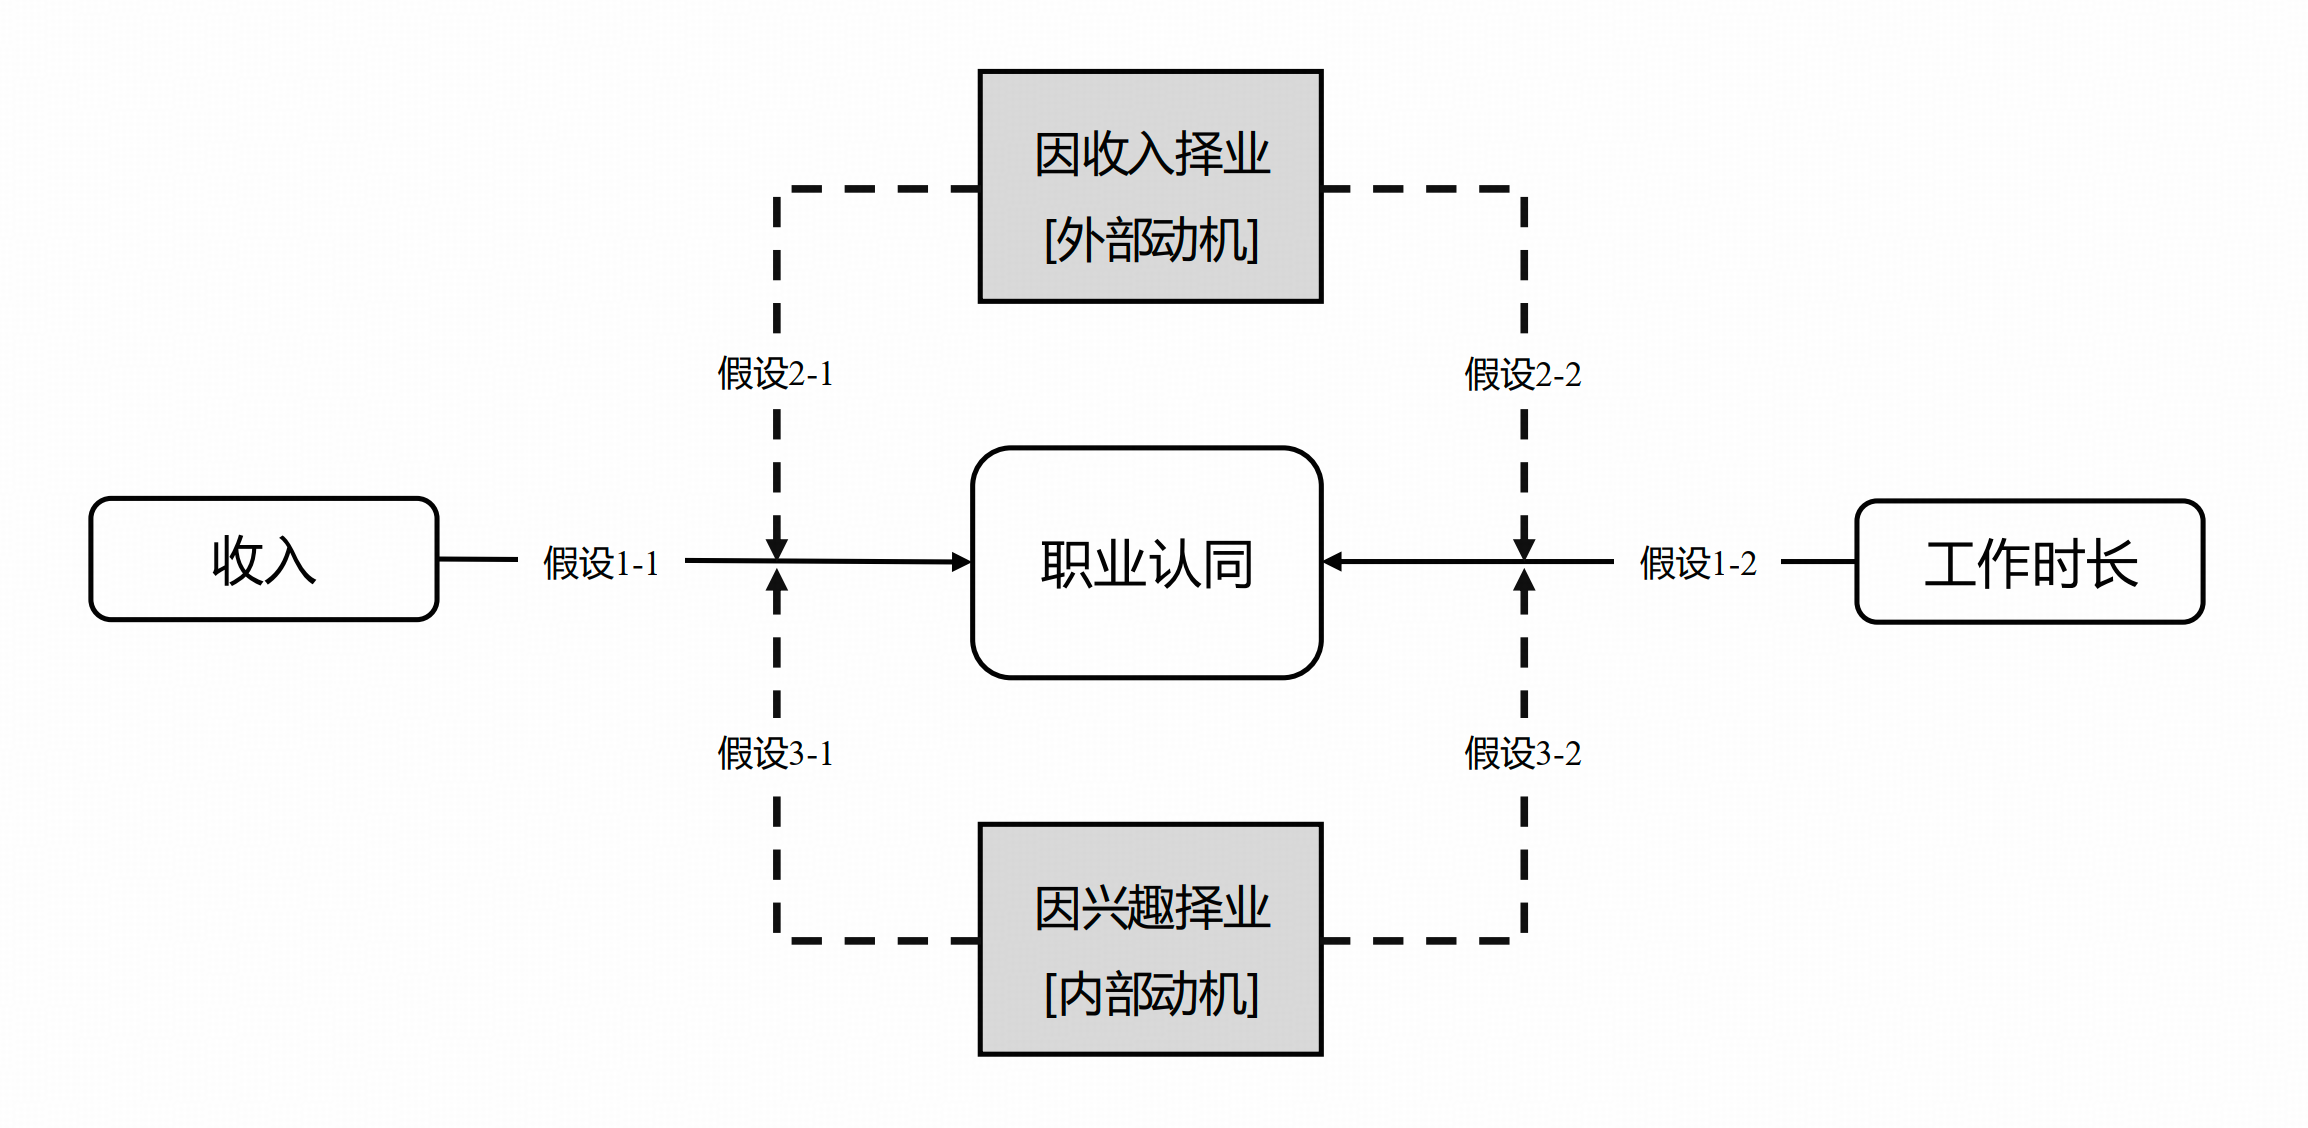 因收入择业
[外部动机]
假设2-1
假设2-2
收入
假设1-1
职业认同
假设1-2
工作时长
假设3-1
假设3-2
因兴趣择业
[内部动机]